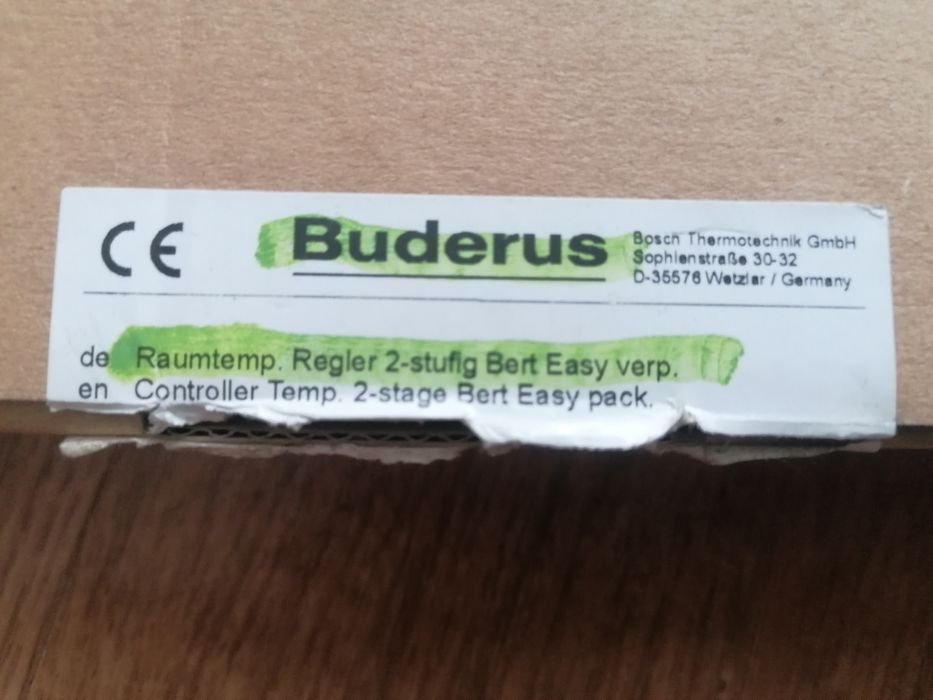 CE Buderus
Bosch Thermotechnik GmbH
Sophienstraße 30-32
D-35576 Wetzlar / Germany
de Raumtemp. Regler 2-stufig Bert Easy verp.
en Controller Temp. 2-stage Bert Easy pack.